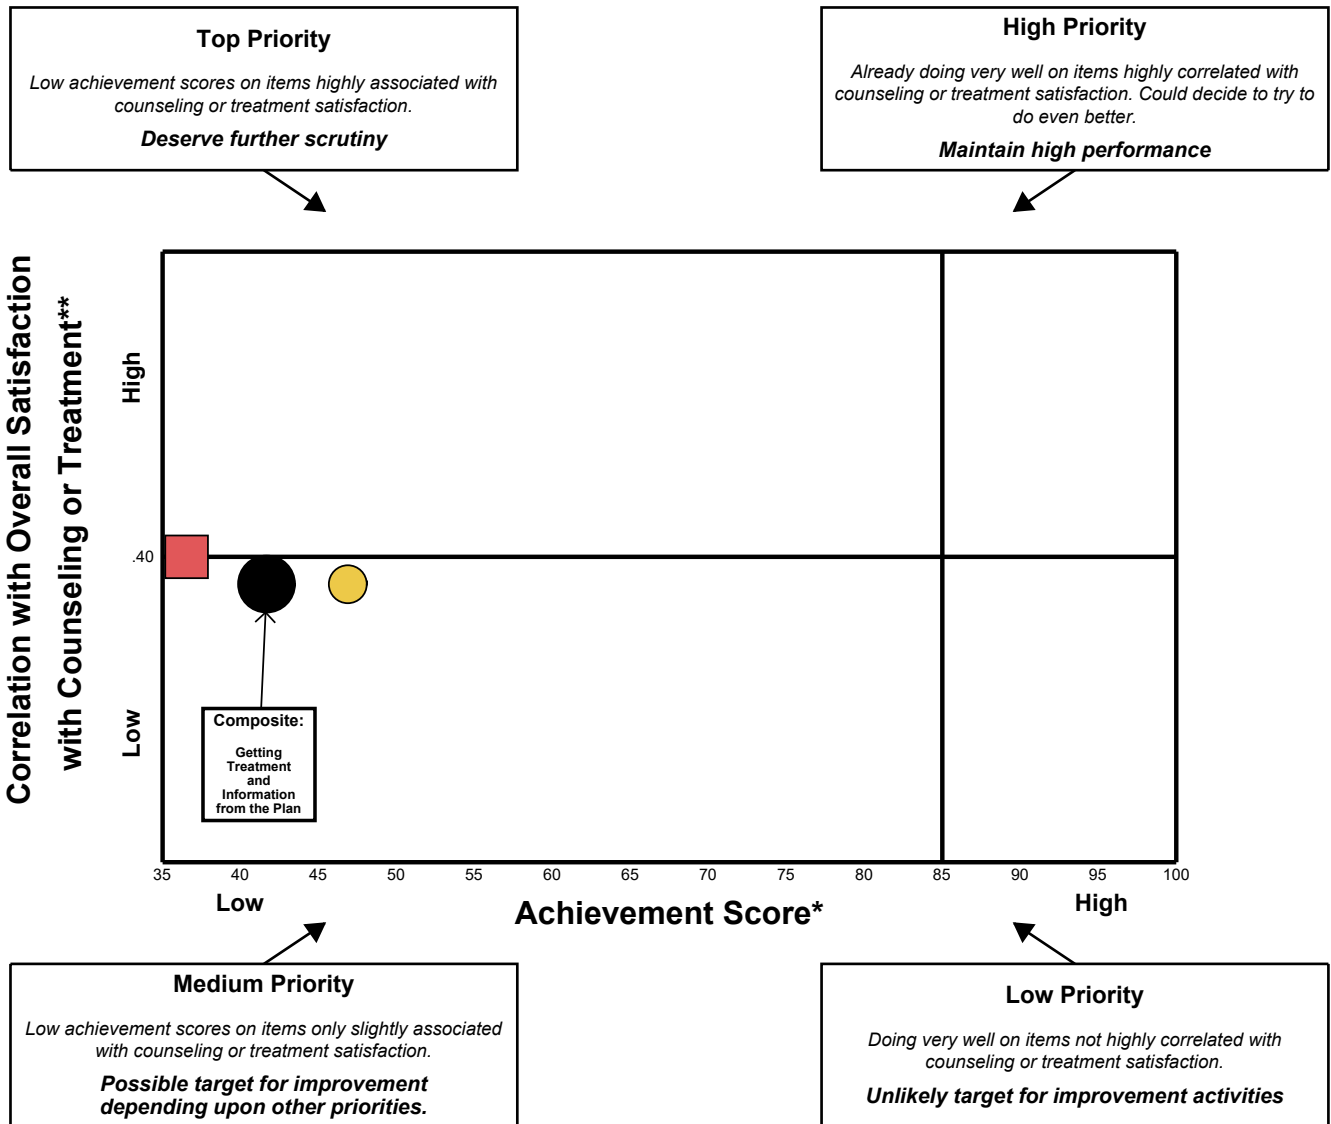 Top Priority
Low achievement scores on items highly associated with
counseling or treatment satisfaction.
Deserve further scrutiny
High Priority
Already doing very well on items highly correlated with
counseling or treatment satisfaction. Could decide to try to
do even better.
Maintain high performance
Correlation with Overall Satisfaction
with Counseling or Treatment**
High
.40
Low
Composite:
Getting
Treatment
and
Information
from the Plan
35 40 45 50 55 60 65 70 75 80 85 90 95 100
Low
Achievement Score*
High
Medium Priority
Low achievement scores on items only slightly associated
with counseling or treatment satisfaction.
Possible target for improvement
depending upon other priorities.
Low Priority
Doing very well on items not highly correlated with
counseling or treatment satisfaction.
Unlikely target for improvement activities